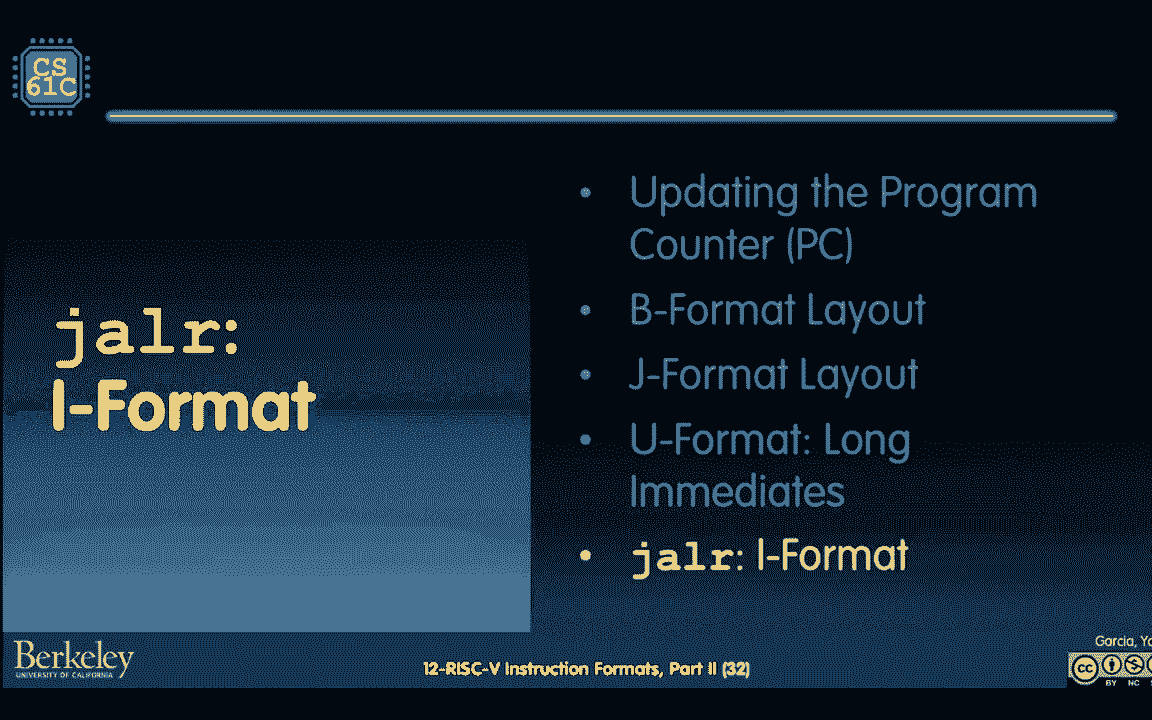 CS
61C
jalr:
I-Format
• Updating the Program
Counter (PC)
• B-Format Layout
• J-Format Layout
• U-Format: Long
Immediates
• jalr: I-Format
Berkeley
UNIVERSITY OF CALIFORNIA
12-RISC-V Instruction Formats, Part II (32)
Garcia,
cc
BY NC